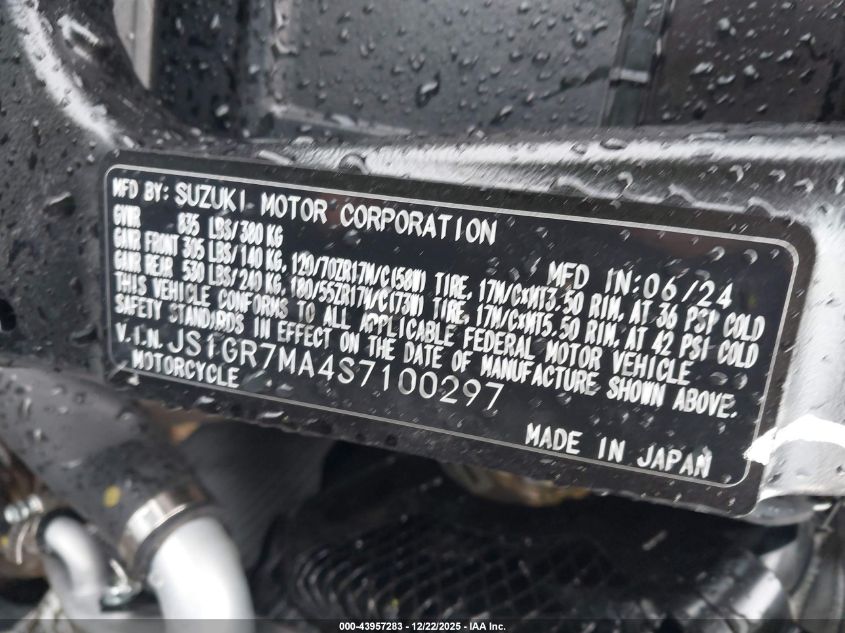 MFD BY: SUZUKI MOTOR CORPORATION
MFD IN: 06/24
GVWR 835 LBS/380 KG
GAWR FRONT 305 LBS/140 KG, 120/70ZR17M/C(58W) TIRE, 17M/CxMT3.50 RIM, AT 36 PSI COLD
GAWR REAR 530 LBS/240 KG, 180/55ZR17M/C(73W) TIRE, 17M/CxMT5.50 RIM, AT 42 PSI COLD
THIS VEHICLE CONFORMS TO ALL APPLICABLE FEDERAL MOTOR VEHICLE
SAFETY STANDARDS IN EFFECT ON THE DATE OF MANUFACTURE SHOWN ABOVE.
V.I.N. JS1GR7MA4S7100297
MOTORCYCLE
MADE IN JAPAN
000-43957283 - 12/22/2025 - IAA Inc.